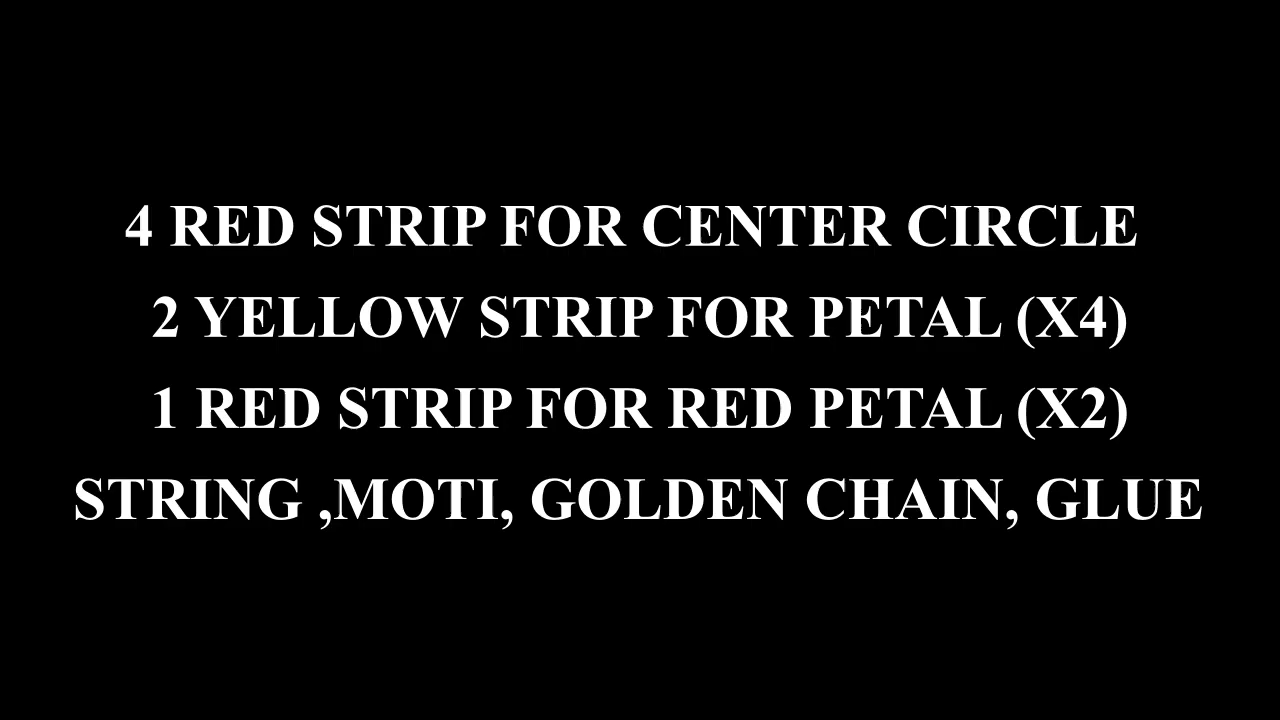 4 RED STRIP FOR CENTER CIRCLE
2 YELLOW STRIP FOR PETAL (X4)
1 RED STRIP FOR RED PETAL (X2)
STRING ,MOTI, GOLDEN CHAIN, GLUE